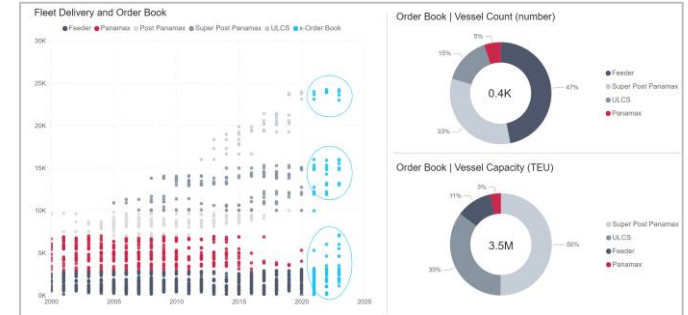 Fleet Delivery and Order Book
Feeder Panamax Post Panamax Super Post Panamax ULCS x-Order Book
30K
25K
20K
15K
10K
5K
0K
2000 2005 2010 2015 2020 2025
Order Book | Vessel Count (number)
5%
15%
47%
33%
0.4K
Feeder
Super Post Panamax
ULCS
Panamax
Order Book | Vessel Capacity (TEU)
3%
11%
35%
3.5M
Super Post Panamax
ULCS
Feeder
Panamax